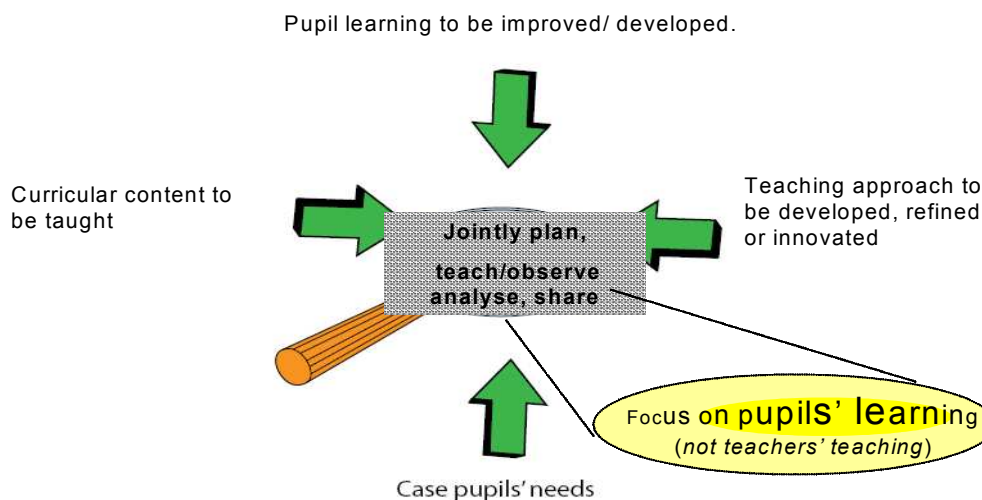 Pupil learning to be improved/ developed.
Curricular content to
be taught
Teaching approach to
be developed, refined
or innovated
Jointly plan,
teach/observe
analyse, share
Focus on pupils’ learning
(not teachers’ teaching)
Case pupils’ needs